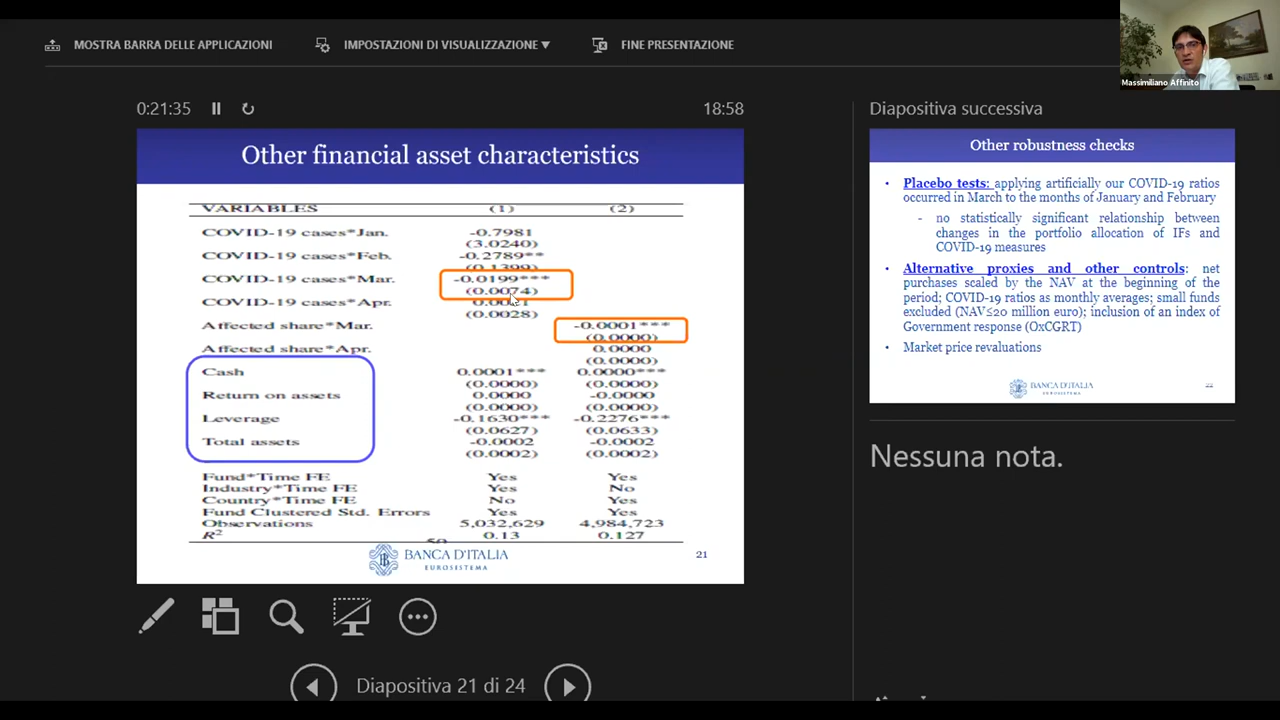 MOSTRA BARRA DELLE APPLICAZIONI
IMPOSTAZIONI DI VISUALIZZAZIONE ▼
FINE PRESENTAZIONE
Massimiliano Affinito
0:21:35
18:58
Other financial asset characteristics
VARIABLES (1) (2)
COVID-19 cases*Jan. -0.7981
(3.0240)
COVID-19 cases*Feb. -0.2789**
(0.1399)
COVID-19 cases*Mar. -0.0199***
(0.0074)
COVID-19 cases*Apr. 0.0021
(0.0028)
Affected share*Mar. -0.0001***
(0.0000)
Affected share*Apr. 0.0000
(0.0000)
Cash 0.0001*** 0.0000***
(0.0000) (0.0000)
Return on assets 0.0000 -0.0000
(0.0000) (0.0000)
Leverage -0.1630*** -0.2276***
(0.0627) (0.0633)
Total assets -0.0002 -0.0002
(0.0002) (0.0002)
Fund*Time FE Yes Yes
Industry*Time FE Yes No
Country*Time FE No Yes
Fund Clustered Std. Errors Yes Yes
Observations 5,032,629 4,984,723
R² 0.13 0.127
BANCA D'ITALIA
EUROSISTEMA
21
Diapositiva 21 di 24
Diapositiva successiva
Other robustness checks
• Placebo tests: applying artificially our COVID-19 ratios
occurred in March to the months of January and February
- no statistically significant relationship between
changes in the portfolio allocation of IFs and
COVID-19 measures
• Alternative proxies and other controls: net
purchases scaled by the NAV at the beginning of the
period; COVID-19 ratios as monthly averages; small funds
excluded (NAV≤20 million euro); inclusion of an index of
Government response (OxCGRT)
• Market price revaluations
BANCA D'ITALIA
EUROSISTEMA
Nessuna nota.